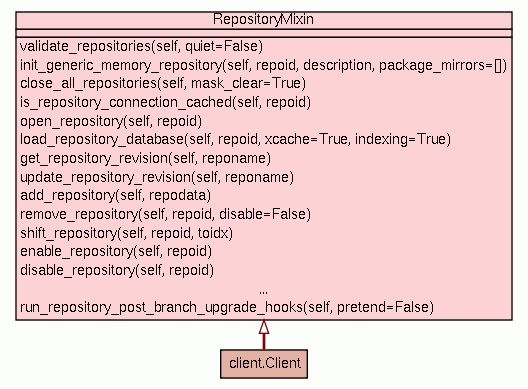 RepositoryMixin
validate_repositories(self, quiet=False)
init_generic_memory_repository(self, repoid, description, package_mirrors=[])
close_all_repositories(self, mask_clear=True)
is_repository_connection_cached(self, repoid)
open_repository(self, repoid)
load_repository_database(self, repoid, xcache=True, indexing=True)
get_repository_revision(self, reponame)
update_repository_revision(self, reponame)
add_repository(self, repodata)
remove_repository(self, repoid, disable=False)
shift_repository(self, repoid, toidx)
enable_repository(self, repoid)
disable_repository(self, repoid)
...
run_repository_post_branch_upgrade_hooks(self, pretend=False)
client.Client